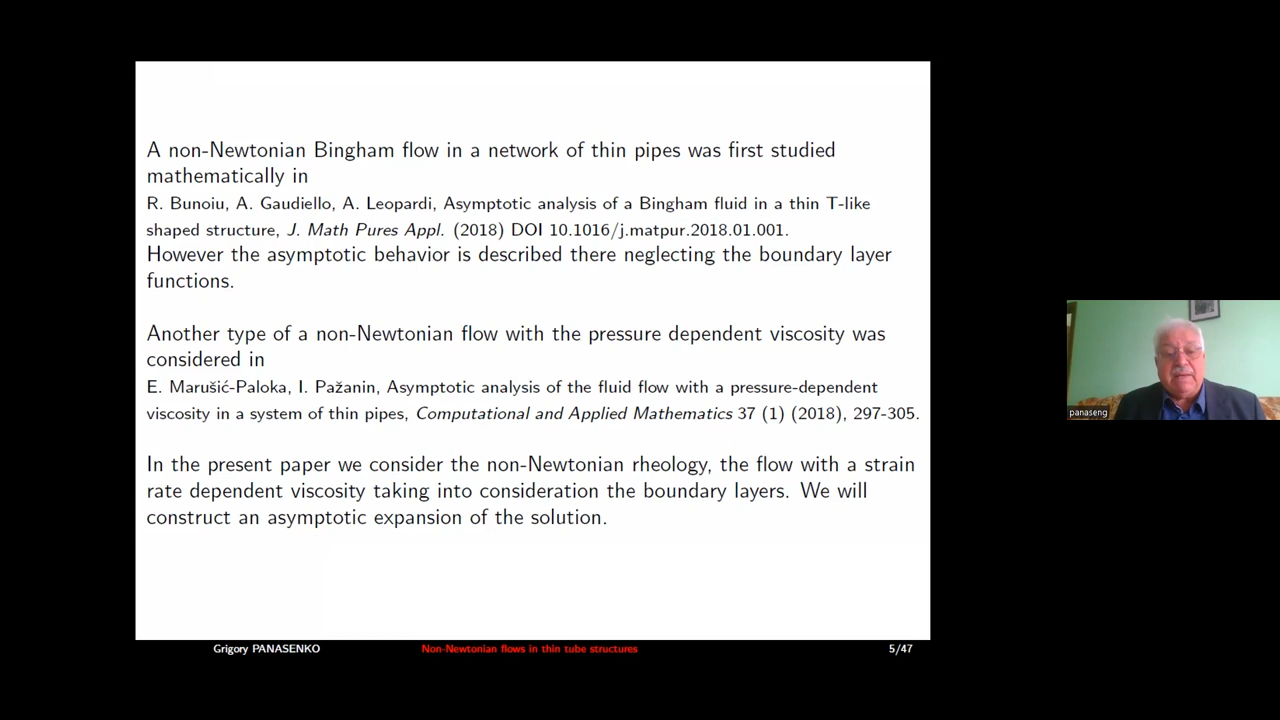 A non-Newtonian Bingham flow in a network of thin pipes was first studied
mathematically in
R. Bunoiu, A. Gaudiello, A. Leopardi, Asymptotic analysis of a Bingham fluid in a thin T-like
shaped structure, J. Math Pures Appl. (2018) DOI 10.1016/j.matpur.2018.01.001.
However the asymptotic behavior is described there neglecting the boundary layer
functions.
Another type of a non-Newtonian flow with the pressure dependent viscosity was
considered in
E. Marušić-Paloka, I. Pažanin, Asymptotic analysis of the fluid flow with a pressure-dependent
viscosity in a system of thin pipes, Computational and Applied Mathematics 37 (1) (2018), 297-305.
In the present paper we consider the non-Newtonian rheology, the flow with a strain
rate dependent viscosity taking into consideration the boundary layers. We will
construct an asymptotic expansion of the solution.
Grigory PANASENKO Non-Newtonian flows in thin tube structures 5/47
panaseng